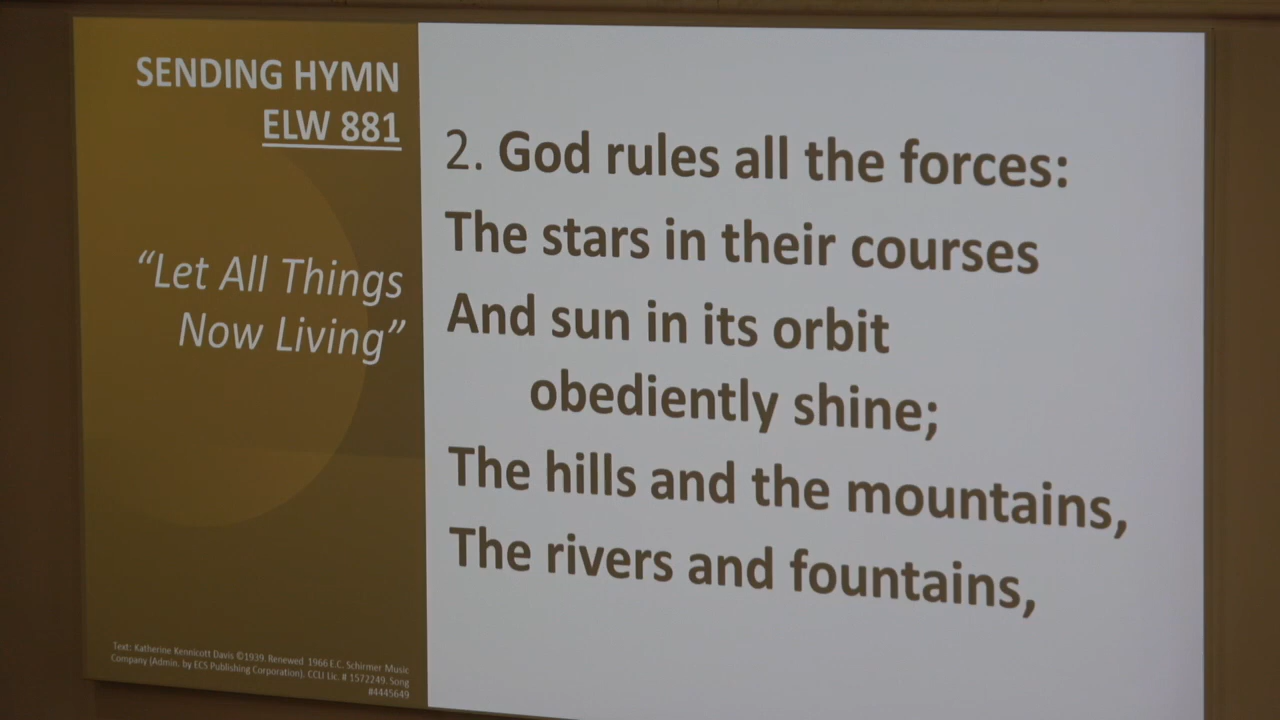 SENDING HYMN
ELW 881
“Let All Things
Now Living”
Text: Katherine Kennicott Davis ©1939. Renewed 1966 E.C. Schirmer Music
Company (Admin. by ECS Publishing Corporation). CCLI Lic. # 1572249. Song
#4445649
2. God rules all the forces:
The stars in their courses
And sun in its orbit
obediently shine;
The hills and the mountains,
The rivers and fountains,